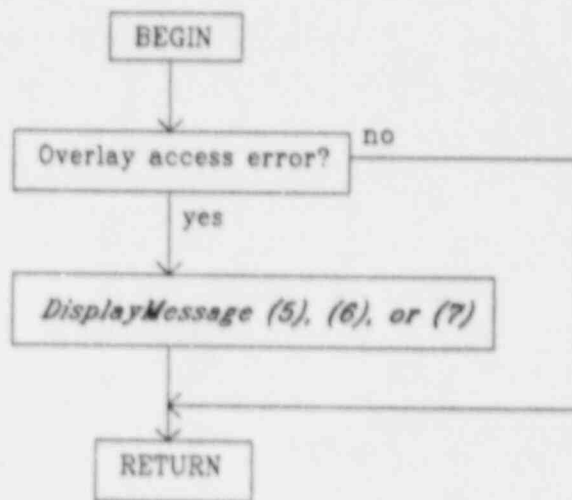 BEGIN
Overlay access error?
no
yes
DisplayMessage (5), (6), or (7)
RETURN